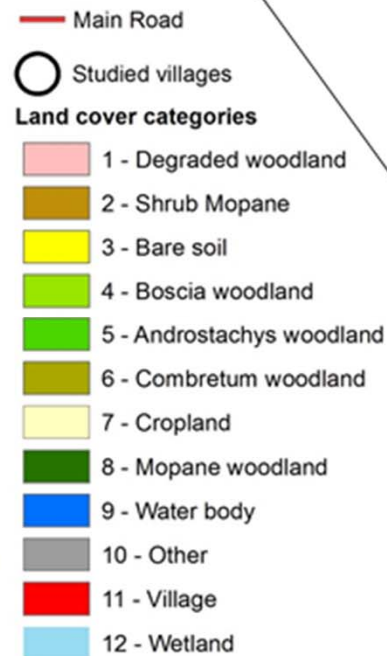 Main Road
Studied villages
Land cover categories
1 - Degraded woodland
2 - Shrub Mopane
3 - Bare soil
4 - Boscia woodland
5 - Androstachys woodland
6 - Combretum woodland
7 - Cropland
8 - Mopane woodland
9 - Water body
10 - Other
11 - Village
12 - Wetland